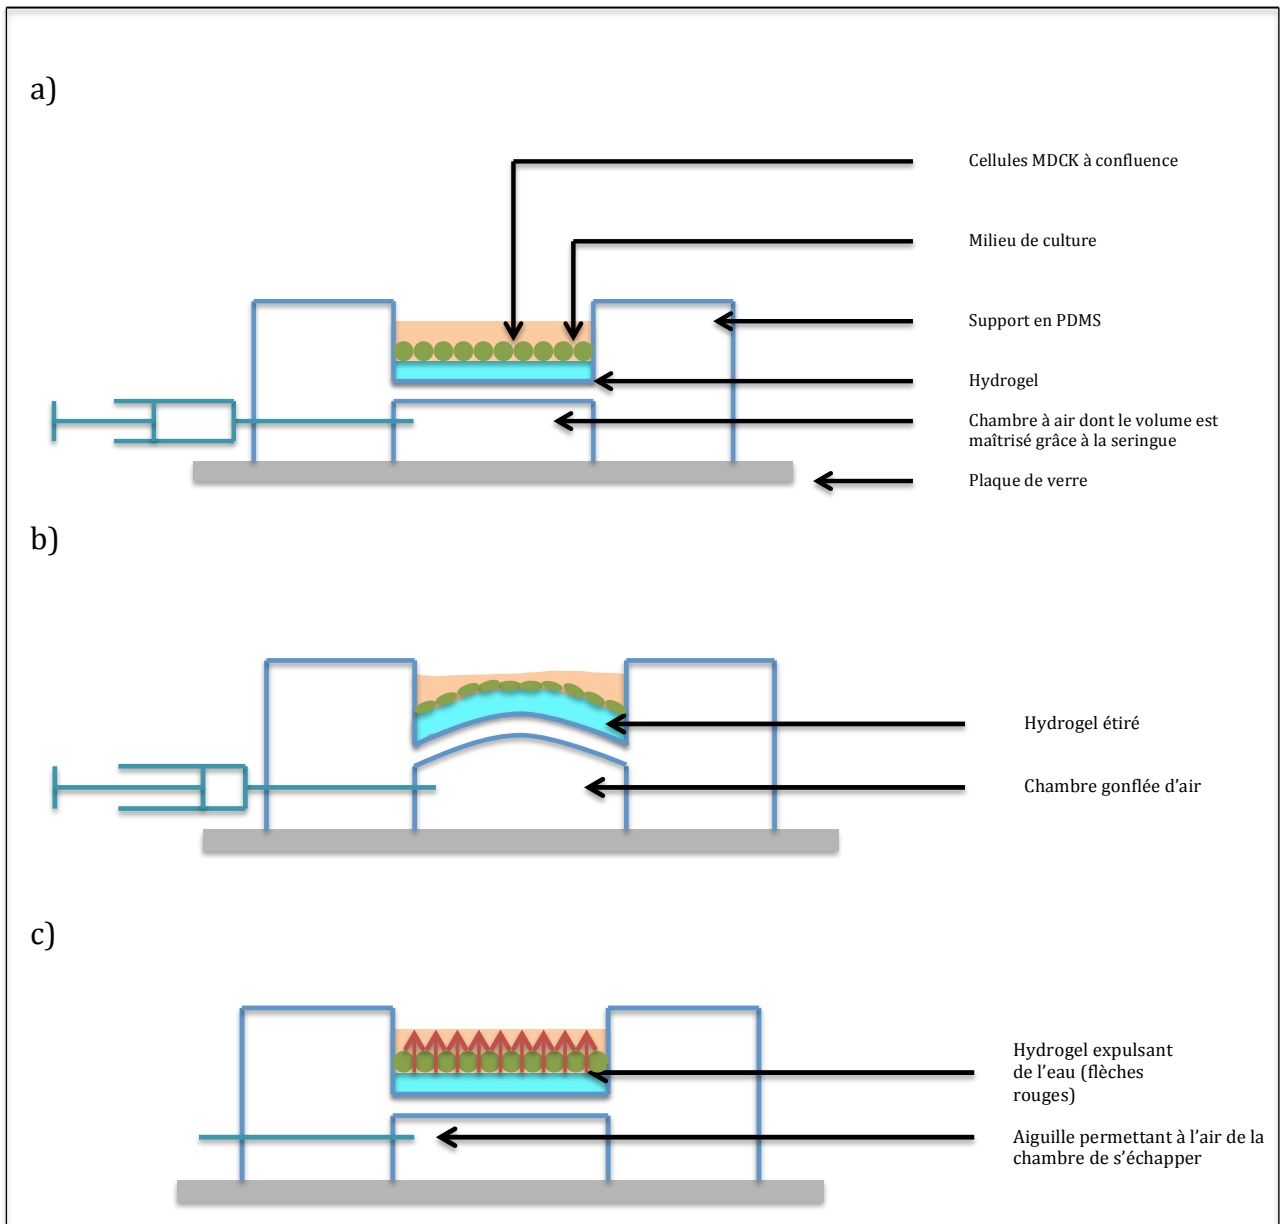 a)
Cellules MDCK à confluence
Milieu de culture
Support en PDMS
Hydrogel
Chambre à air dont le volume est
maîtrisé grâce à la seringue
Plaque de verre
b)
Hydrogel étiré
Chambre gonflée d’air
c)
Hydrogel expulsant
de l’eau (flèches
rouges)
Aiguille permettant à l’air de la
chambre de s’échapper